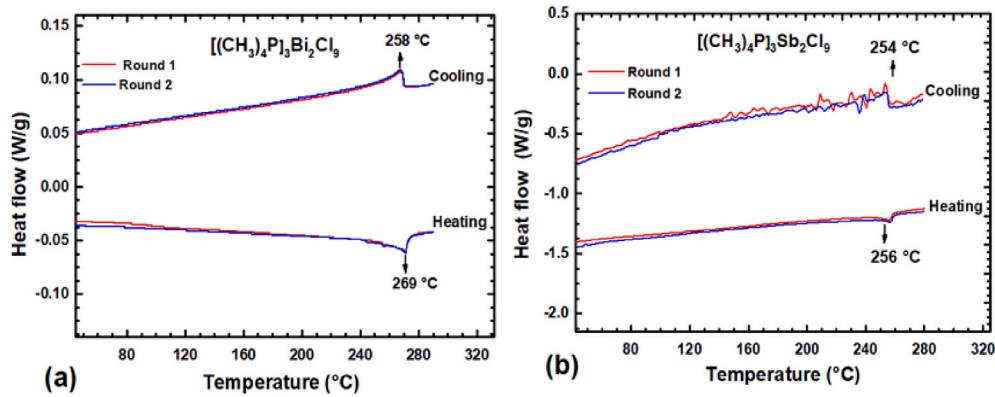 [(CH3)4P]3Bi2Cl9
258 °C
Round 1
Round 2
Cooling
Heating
269 °C
0.15
0.10
0.05
0.00
-0.05
-0.10
Heat flow (W/g)
80 120 160 200 240 280 320
Temperature (°C)
(a)
[(CH3)4P]3Sb2Cl9
254 °C
Round 1
Round 2
Cooling
Heating
256 °C
0.5
0.0
-0.5
-1.0
-1.5
-2.0
Heat flow (W/g)
80 120 160 200 240 280 320
Temperature (°C)
(b)